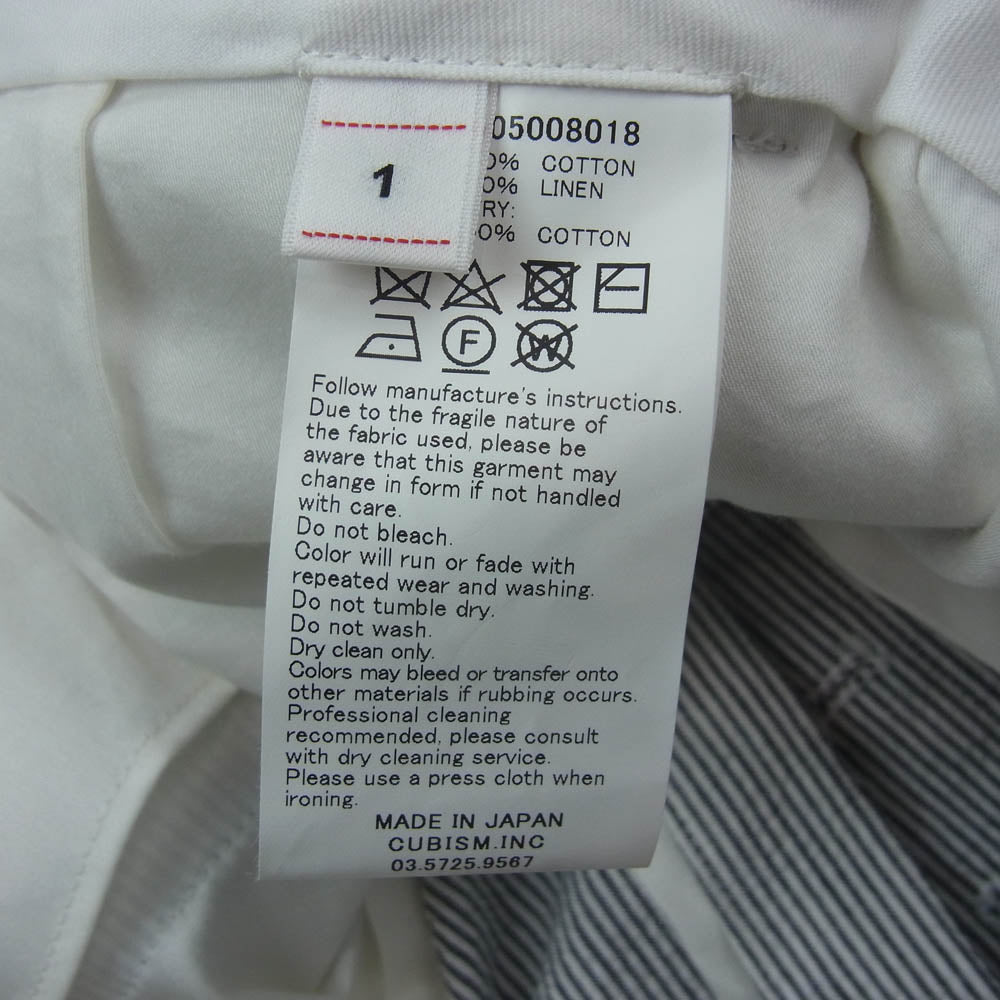 1
05008018
0% COTTON
0% LINEN
RY:
0% COTTON
F
W
Follow manufacture's instructions.
Due to the fragile nature of
the fabric used, please be
aware that this garment may
change in form if not handled
with care.
Do not bleach.
Color will run or fade with
repeated wear and washing.
Do not tumble dry.
Do not wash.
Dry clean only.
Colors may bleed or transfer onto
other materials if rubbing occurs.
Professional cleaning
recommended, please consult
with dry cleaning service.
Please use a press cloth when
ironing.
MADE IN JAPAN
CUBISM.INC
03.5725.9567